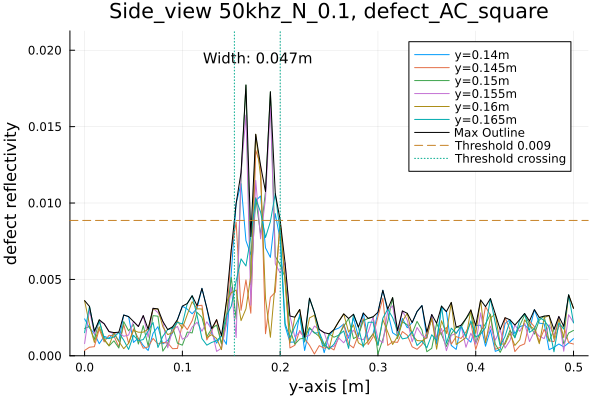 Side_view 50khz_N_0.1, defect_AC_square
0.020
Width: 0.047m
y=0.14m
y=0.145m
y=0.15m
y=0.155m
y=0.16m
y=0.165m
Max Outline
Threshold 0.009
Threshold crossing
0.015
0.010
0.005
0.000
defect reflectivity
0.0 0.1 0.2 0.3 0.4 0.5
y-axis [m]